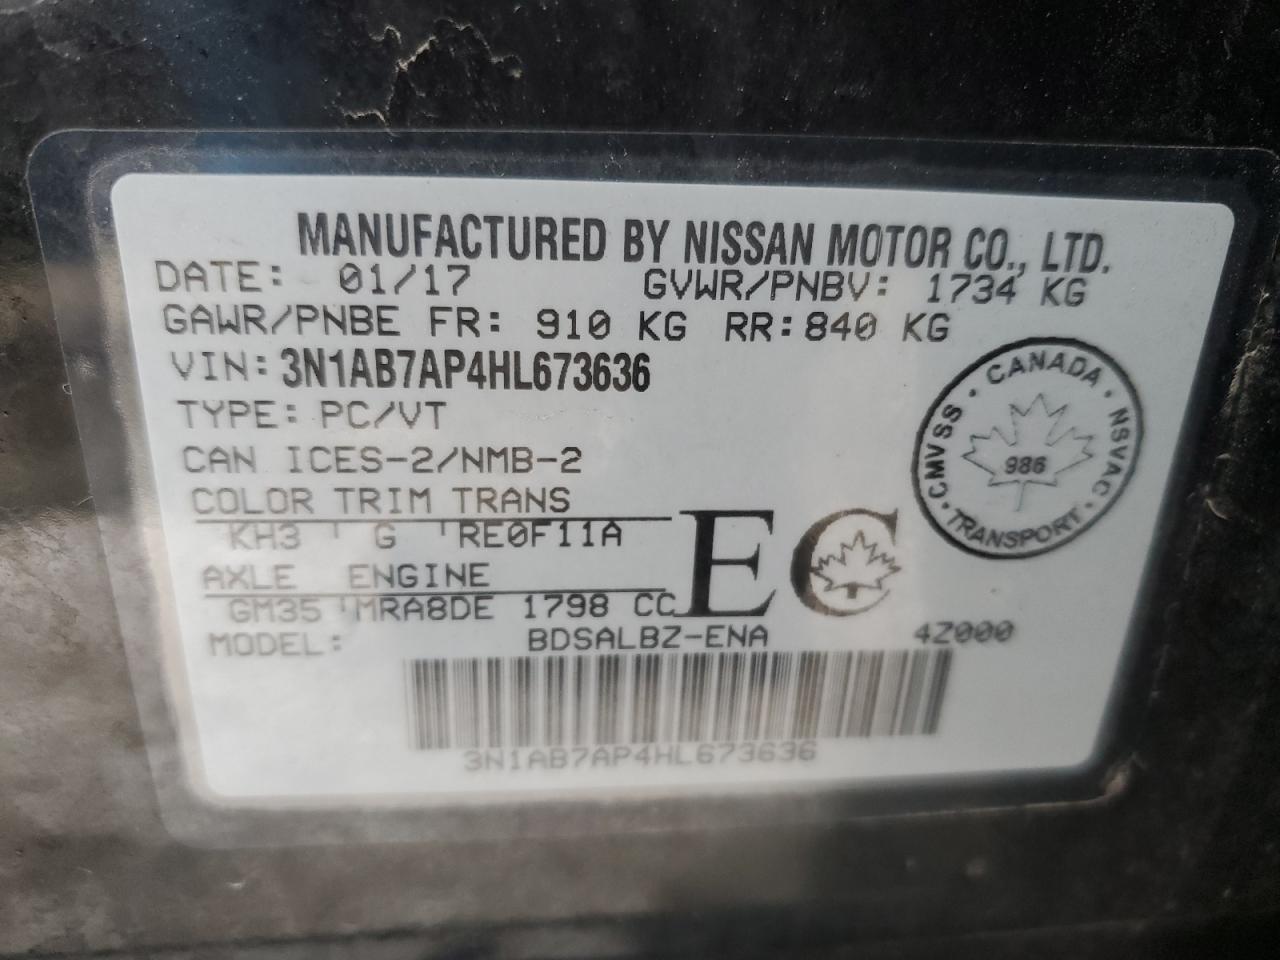 MANUFACTURED BY NISSAN MOTOR CO., LTD.
DATE: 01/17 GVWR/PNBV: 1734 KG
GAWR/PNBE FR: 910 KG RR: 840 KG
VIN: 3N1AB7AP4HL673636
TYPE: PC/VT
CAN ICES-2/NMB-2
COLOR TRIM TRANS
KH3 G RE0F11A
AXLE ENGINE
GM35 MRA8DE 1798 CC
MODEL: BDSALBZ-ENA 4Z000
3N1AB7AP4HL673636
EC
CANADA · NSVAC · TRANSPORT · CMVSS ·
986